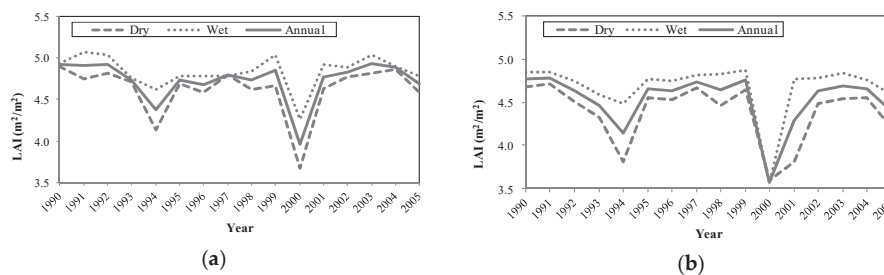 5.5
Dry Wet Annual
5.0
4.5
4.0
3.5
LAI (m²/m²)
1990 1991 1992 1993 1994 1995 1996 1997 1998 1999 2000 2001 2002 2003 2004 2005
Year
(a)
5.5
Dry Wet Annual
5.0
4.5
4.0
3.5
LAI (m²/m²)
1990 1991 1992 1993 1994 1995 1996 1997 1998 1999 2000 2001 2002 2003 2004
Year
(b)